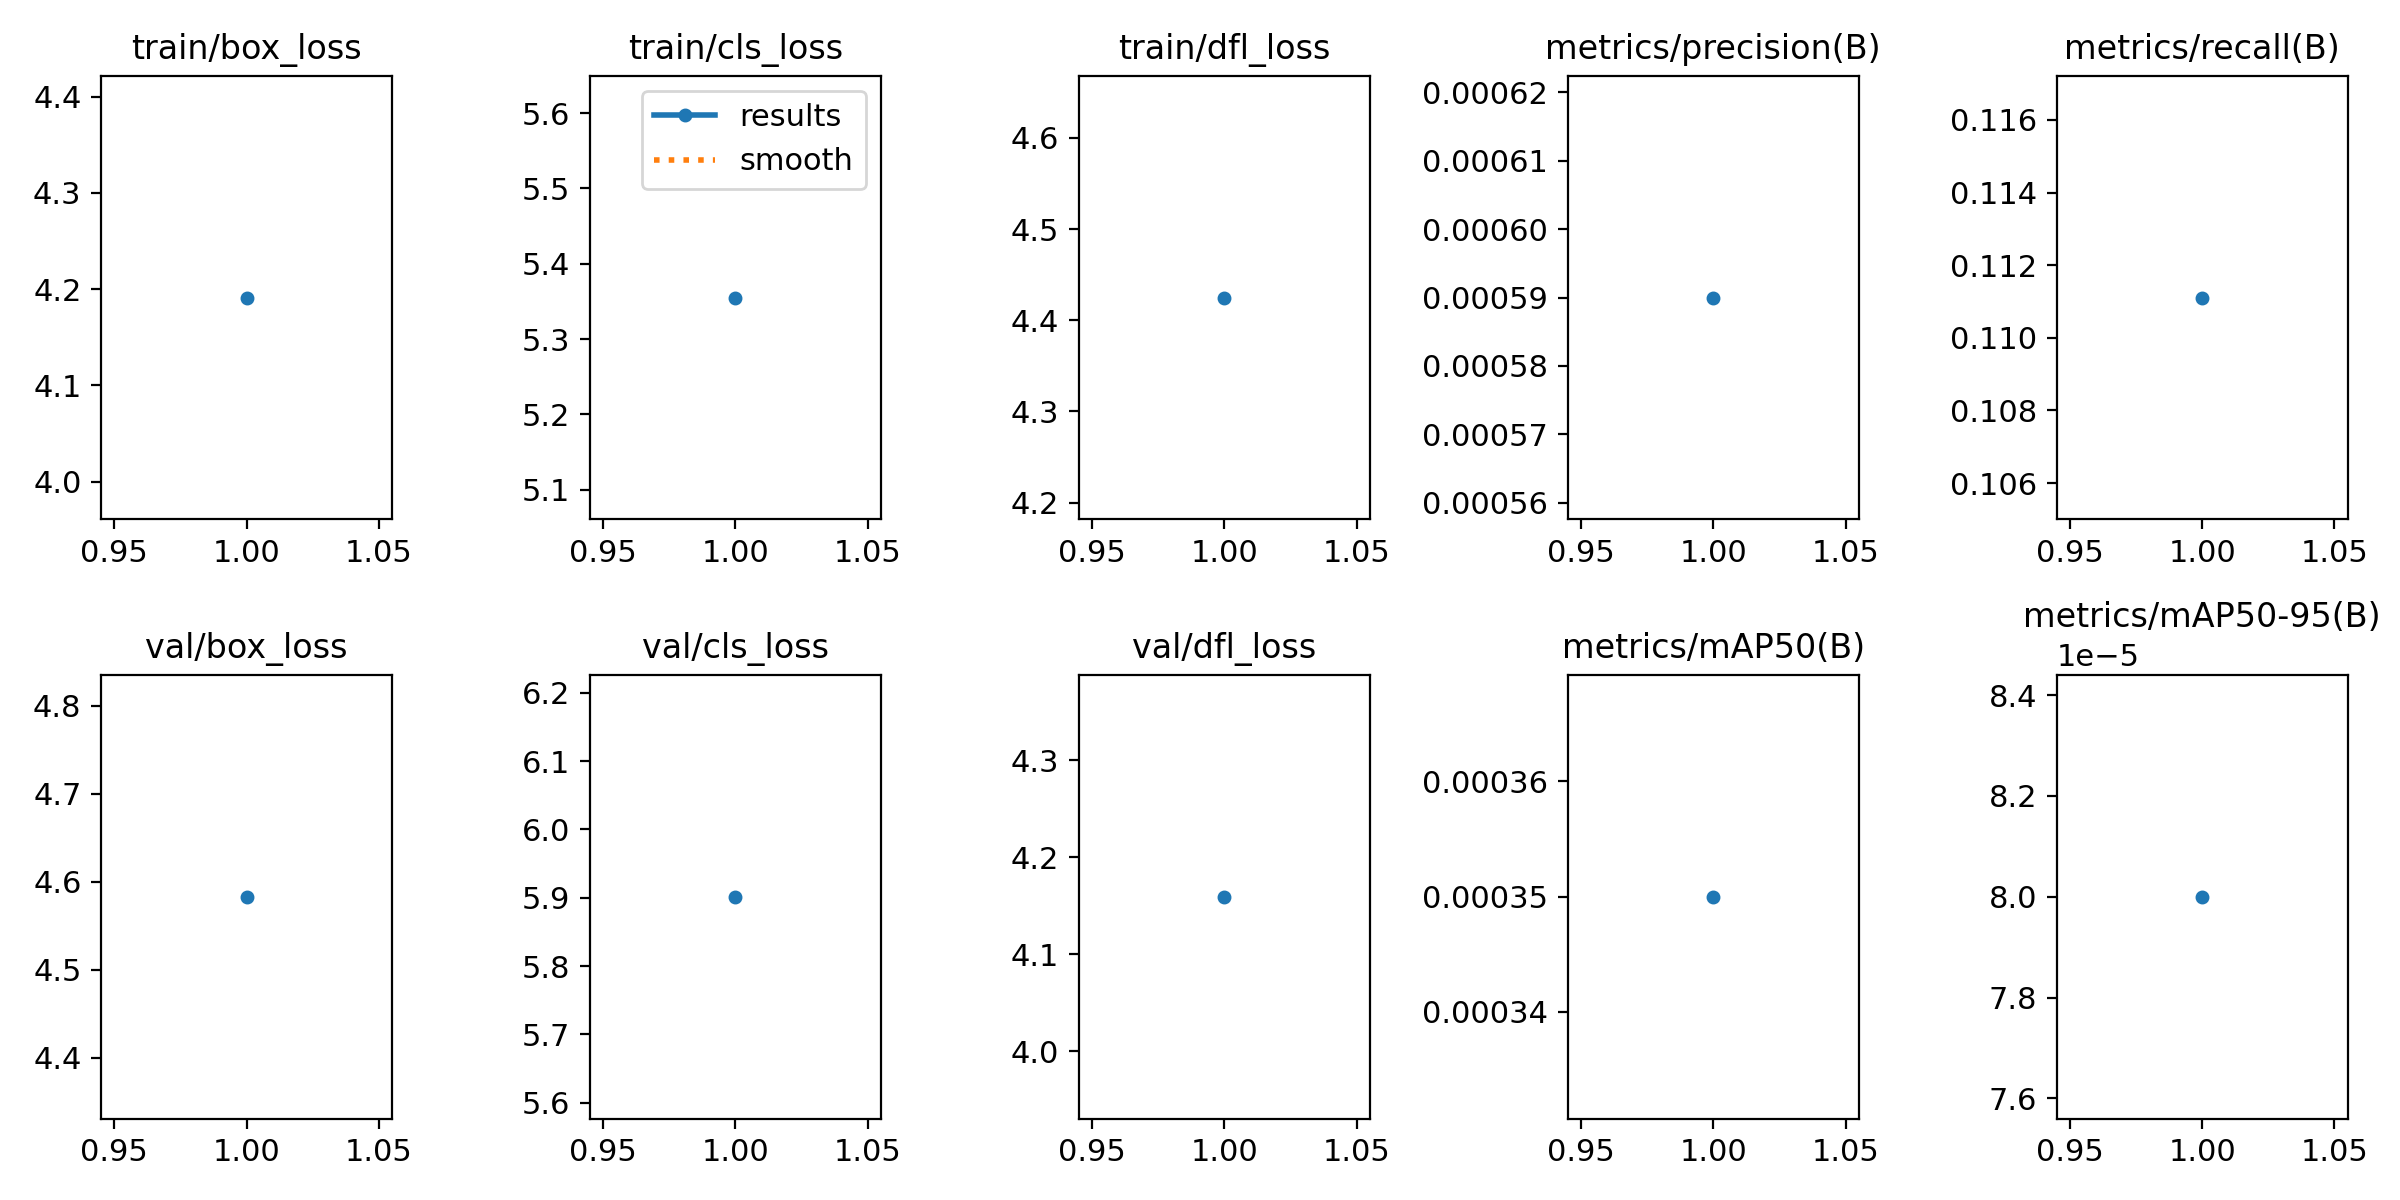 train/box_loss
4.4
4.3
4.2
4.1
4.0
0.95 1.00 1.05
train/cls_loss
results
smooth
5.6
5.5
5.4
5.3
5.2
5.1
0.95 1.00 1.05
train/dfl_loss
4.6
4.5
4.4
4.3
4.2
0.95 1.00 1.05
metrics/precision(B)
0.00062
0.00061
0.00060
0.00059
0.00058
0.00057
0.00056
0.95 1.00 1.05
metrics/recall(B)
0.116
0.114
0.112
0.110
0.108
0.106
0.95 1.00 1.05
val/box_loss
4.8
4.7
4.6
4.5
4.4
0.95 1.00 1.05
val/cls_loss
6.2
6.1
6.0
5.9
5.8
5.7
5.6
0.95 1.00 1.05
val/dfl_loss
4.3
4.2
4.1
4.0
0.95 1.00 1.05
metrics/mAP50(B)
0.00036
0.00035
0.00034
0.95 1.00 1.05
metrics/mAP50-95(B)
1e−5
8.4
8.2
8.0
7.8
7.6
0.95 1.00 1.05